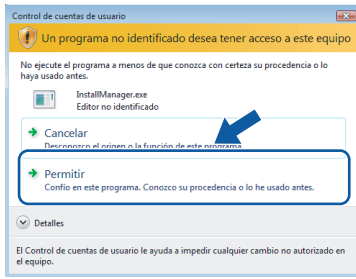 Control de cuentas de usuario
Un programa no identificado desea tener acceso a este equipo
No ejecute el programa a menos de que conozca con certeza su procedencia o lo
haya usado antes.
InstallManager.exe
Editor no identificado
Cancelar
Desconozco el origen o la función de este programa.
Permitir
Confío en este programa. Conozco su procedencia o lo he usado antes.
Detalles
El Control de cuentas de usuario le ayuda a impedir cualquier cambio no autorizado en
el equipo.